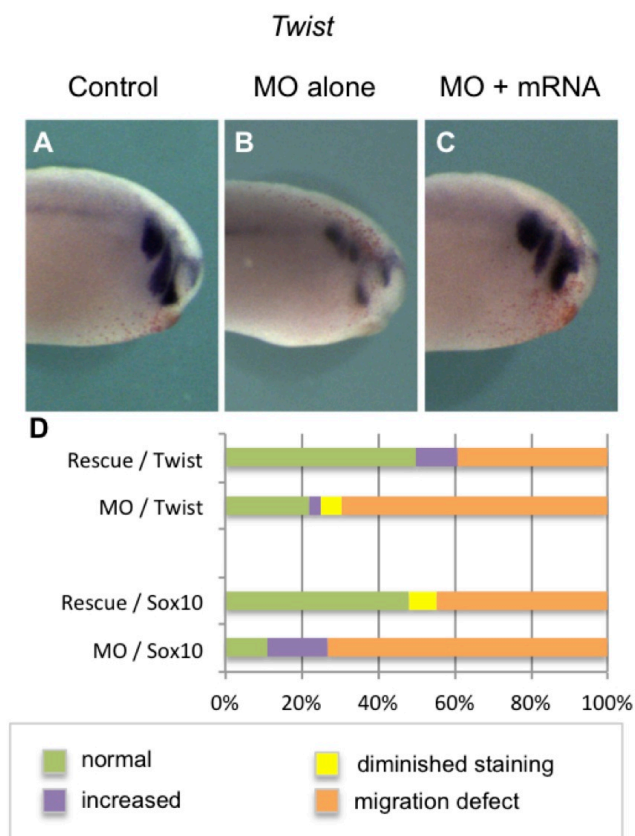 Twist
Control MO alone MO + mRNA
A B C
D
Rescue / Twist
MO / Twist
Rescue / Sox10
MO / Sox10
0% 20% 40% 60% 80% 100%
normal diminished staining
increased migration defect